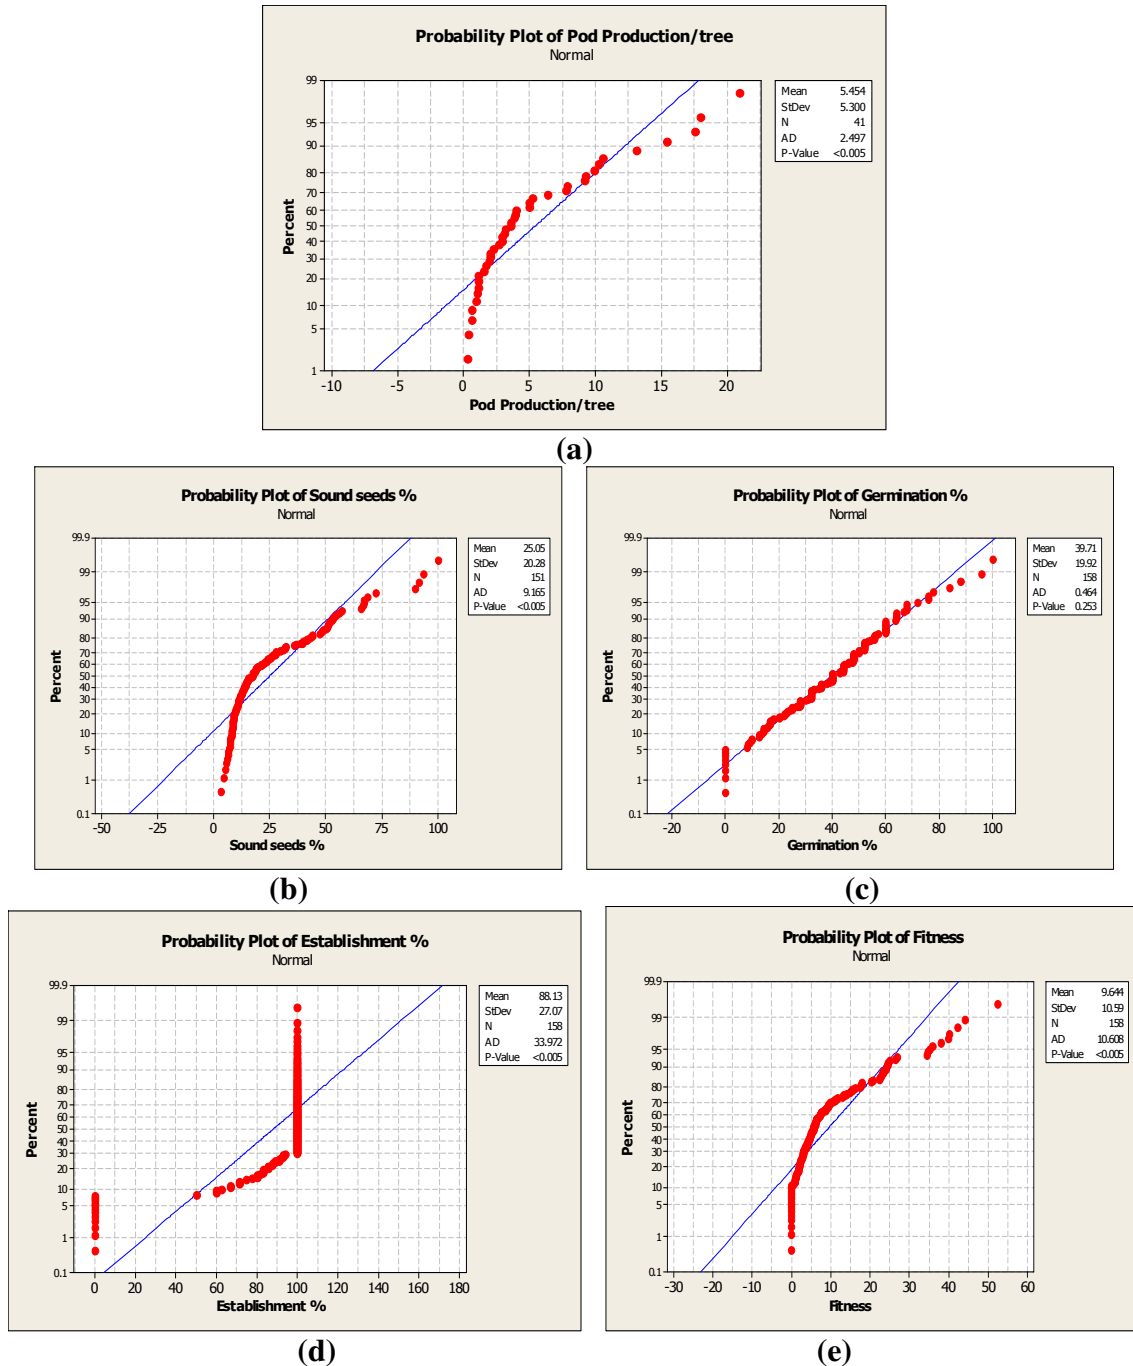 Probability Plot of Pod Production/tree
Normal
99
95
90
80
70
60
50
40
30
20
10
5
1
Percent
-10 -5 0 5 10 15 20
Pod Production/tree
Mean 5.454
StDev 5.300
N 41
AD 2.497
P-Value <0.005
(a)
Probability Plot of Sound seeds %
Normal
99.9
99
95
90
80
70
60
50
40
30
20
10
5
1
0.1
Percent
-50 -25 0 25 50 75 100
Sound seeds %
Mean 25.05
StDev 20.28
N 151
AD 9.165
P-Value <0.005
(b)
Probability Plot of Germination %
Normal
99.9
99
95
90
80
70
60
50
40
30
20
10
5
1
0.1
Percent
-20 0 20 40 60 80 100
Germination %
Mean 39.71
StDev 19.92
N 158
AD 0.464
P-Value 0.253
(c)
Probability Plot of Establishment %
Normal
99.9
99
95
90
80
70
60
50
40
30
20
10
5
1
0.1
Percent
0 20 40 60 80 100 120 140 160 180
Establishment %
Mean 88.13
StDev 27.07
N 158
AD 33.972
P-Value <0.005
(d)
Probability Plot of Fitness
Normal
99.9
99
95
90
80
70
60
50
40
30
20
10
5
1
0.1
Percent
-30 -20 -10 0 10 20 30 40 50 60
Fitness
Mean 9.644
StDev 10.59
N 158
AD 10.608
P-Value <0.005
(e)